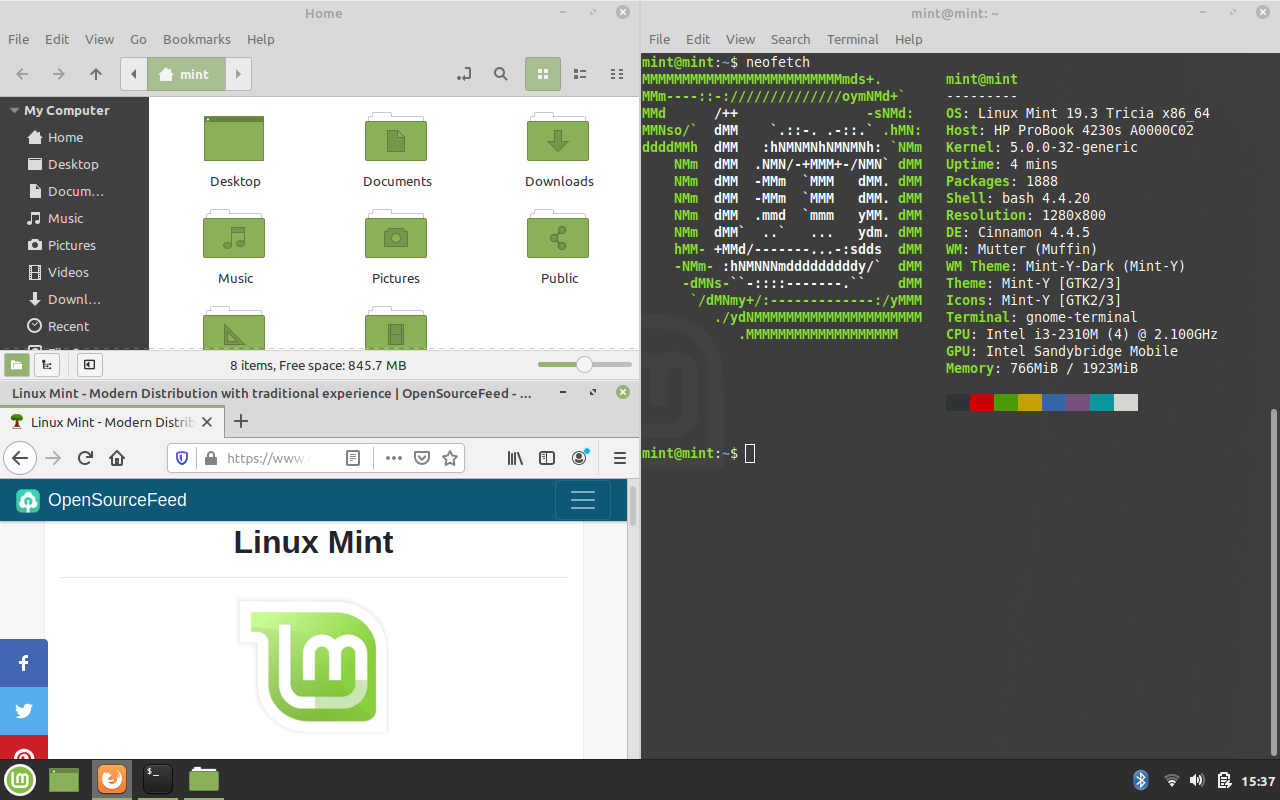 Home
File Edit View Go Bookmarks Help
mint
My Computer
Home
Desktop
Docum...
Music
Pictures
Videos
Downl...
Recent
Desktop
Documents
Downloads
Music
Pictures
Public
8 items, Free space: 845.7 MB
Linux Mint - Modern Distribution with traditional experience | OpenSourceFeed - ...
Linux Mint - Modern Distrib
https://www.
OpenSourceFeed
Linux Mint
mint@mint: ~
File Edit View Search Terminal Help
mint@mint:~$ neofetch
MMMMMMMMMMMMMMMMMMMMMMMMMmds+.
MMm----::-://////////////oymNMd+`
MMd      /++                -sNMd:
MMNso/`  dMM    `.::-. .-::.` .hMN:
ddddMMh  dMM   :hNMNMNhNMNMNh: `NMm
NMm  dMM  .NMN/-+MMM+-/NMN` dMM
NMm  dMM  -MMm  `MMM   dMM. dMM
NMm  dMM  -MMm  `MMM   dMM. dMM
NMm  dMM  .mmd  `mmm   yMM. dMM
NMm  dMM`  ..`   ...   ydm. dMM
hMM- +MMd/-------...-:sdds  dMM
-NMm- :hNMNNNmdddddddddy/`  dMM
-dMNs-``-::::-------.``    dMM
`/dMNmy+/:-------------:/yMMM
./ydNMMMMMMMMMMMMMMMMMMMMM
.MMMMMMMMMMMMMMMMMMM
mint@mint
---------
OS: Linux Mint 19.3 Tricia x86_64
Host: HP ProBook 4230s A0000C02
Kernel: 5.0.0-32-generic
Uptime: 4 mins
Packages: 1888
Shell: bash 4.4.20
Resolution: 1280x800
DE: Cinnamon 4.4.5
WM: Mutter (Muffin)
WM Theme: Mint-Y-Dark (Mint-Y)
Theme: Mint-Y [GTK2/3]
Icons: Mint-Y [GTK2/3]
Terminal: gnome-terminal
CPU: Intel i3-2310M (4) @ 2.100GHz
GPU: Intel Sandybridge Mobile
Memory: 766MiB / 1923MiB
mint@mint:~$
15:37